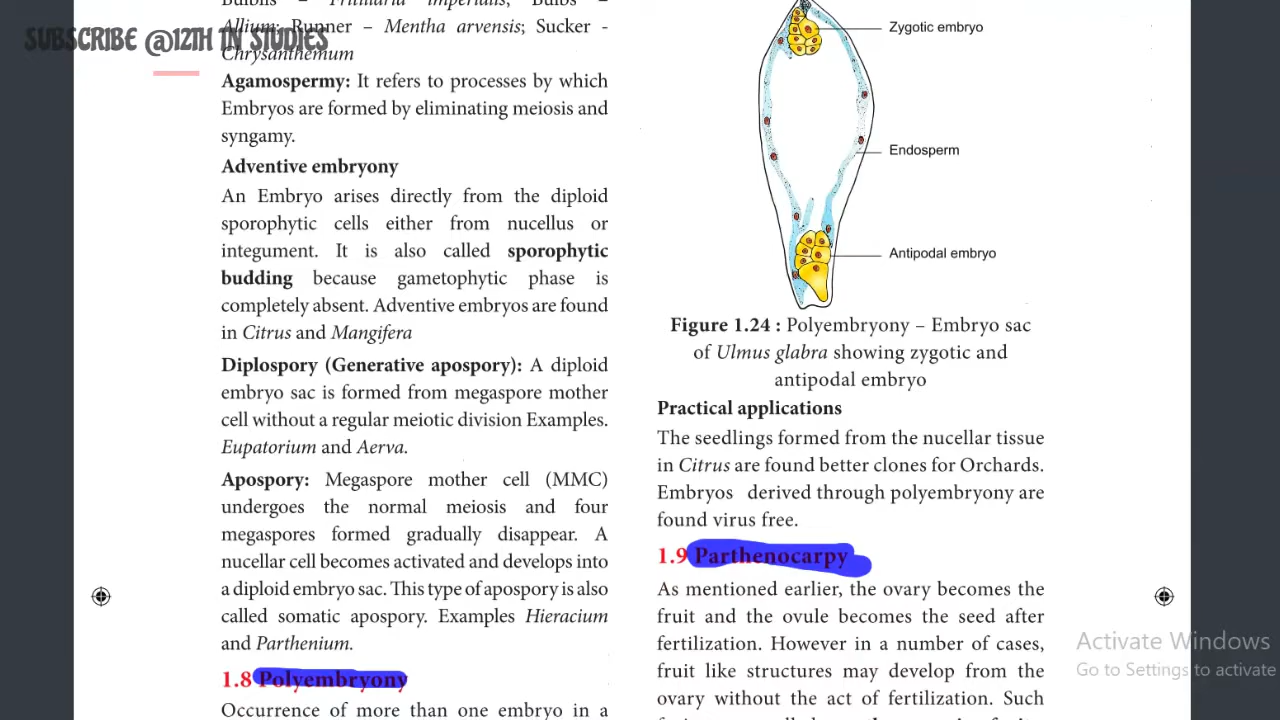 Bulbils – Fritillaria imperialis; Bulbs –
SUBSCRIBE @12TH IN STUDIES
Allium; Runner – Mentha arvensis; Sucker -
Chrysanthemum
Agamospermy: It refers to processes by which
Embryos are formed by eliminating meiosis and
syngamy.
Adventive embryony
An Embryo arises directly from the diploid
sporophytic cells either from nucellus or
integument. It is also called sporophytic
budding because gametophytic phase is
completely absent. Adventive embryos are found
in Citrus and Mangifera
Diplospory (Generative apospory): A diploid
embryo sac is formed from megaspore mother
cell without a regular meiotic division Examples.
Eupatorium and Aerva.
Apospory: Megaspore mother cell (MMC)
undergoes the normal meiosis and four
megaspores formed gradually disappear. A
nucellar cell becomes activated and develops into
a diploid embryo sac. This type of apospory is also
called somatic apospory. Examples Hieracium
and Parthenium.
1.8 Polyembryony
Occurrence of more than one embryo in a
Zygotic embryo
Endosperm
Antipodal embryo
Figure 1.24 : Polyembryony – Embryo sac
of Ulmus glabra showing zygotic and
antipodal embryo
Practical applications
The seedlings formed from the nucellar tissue
in Citrus are found better clones for Orchards.
Embryos derived through polyembryony are
found virus free.
1.9 Parthenocarpy
As mentioned earlier, the ovary becomes the
fruit and the ovule becomes the seed after
fertilization. However in a number of cases,
fruit like structures may develop from the
ovary without the act of fertilization. Such
Activate Windows
Go to Settings to activate